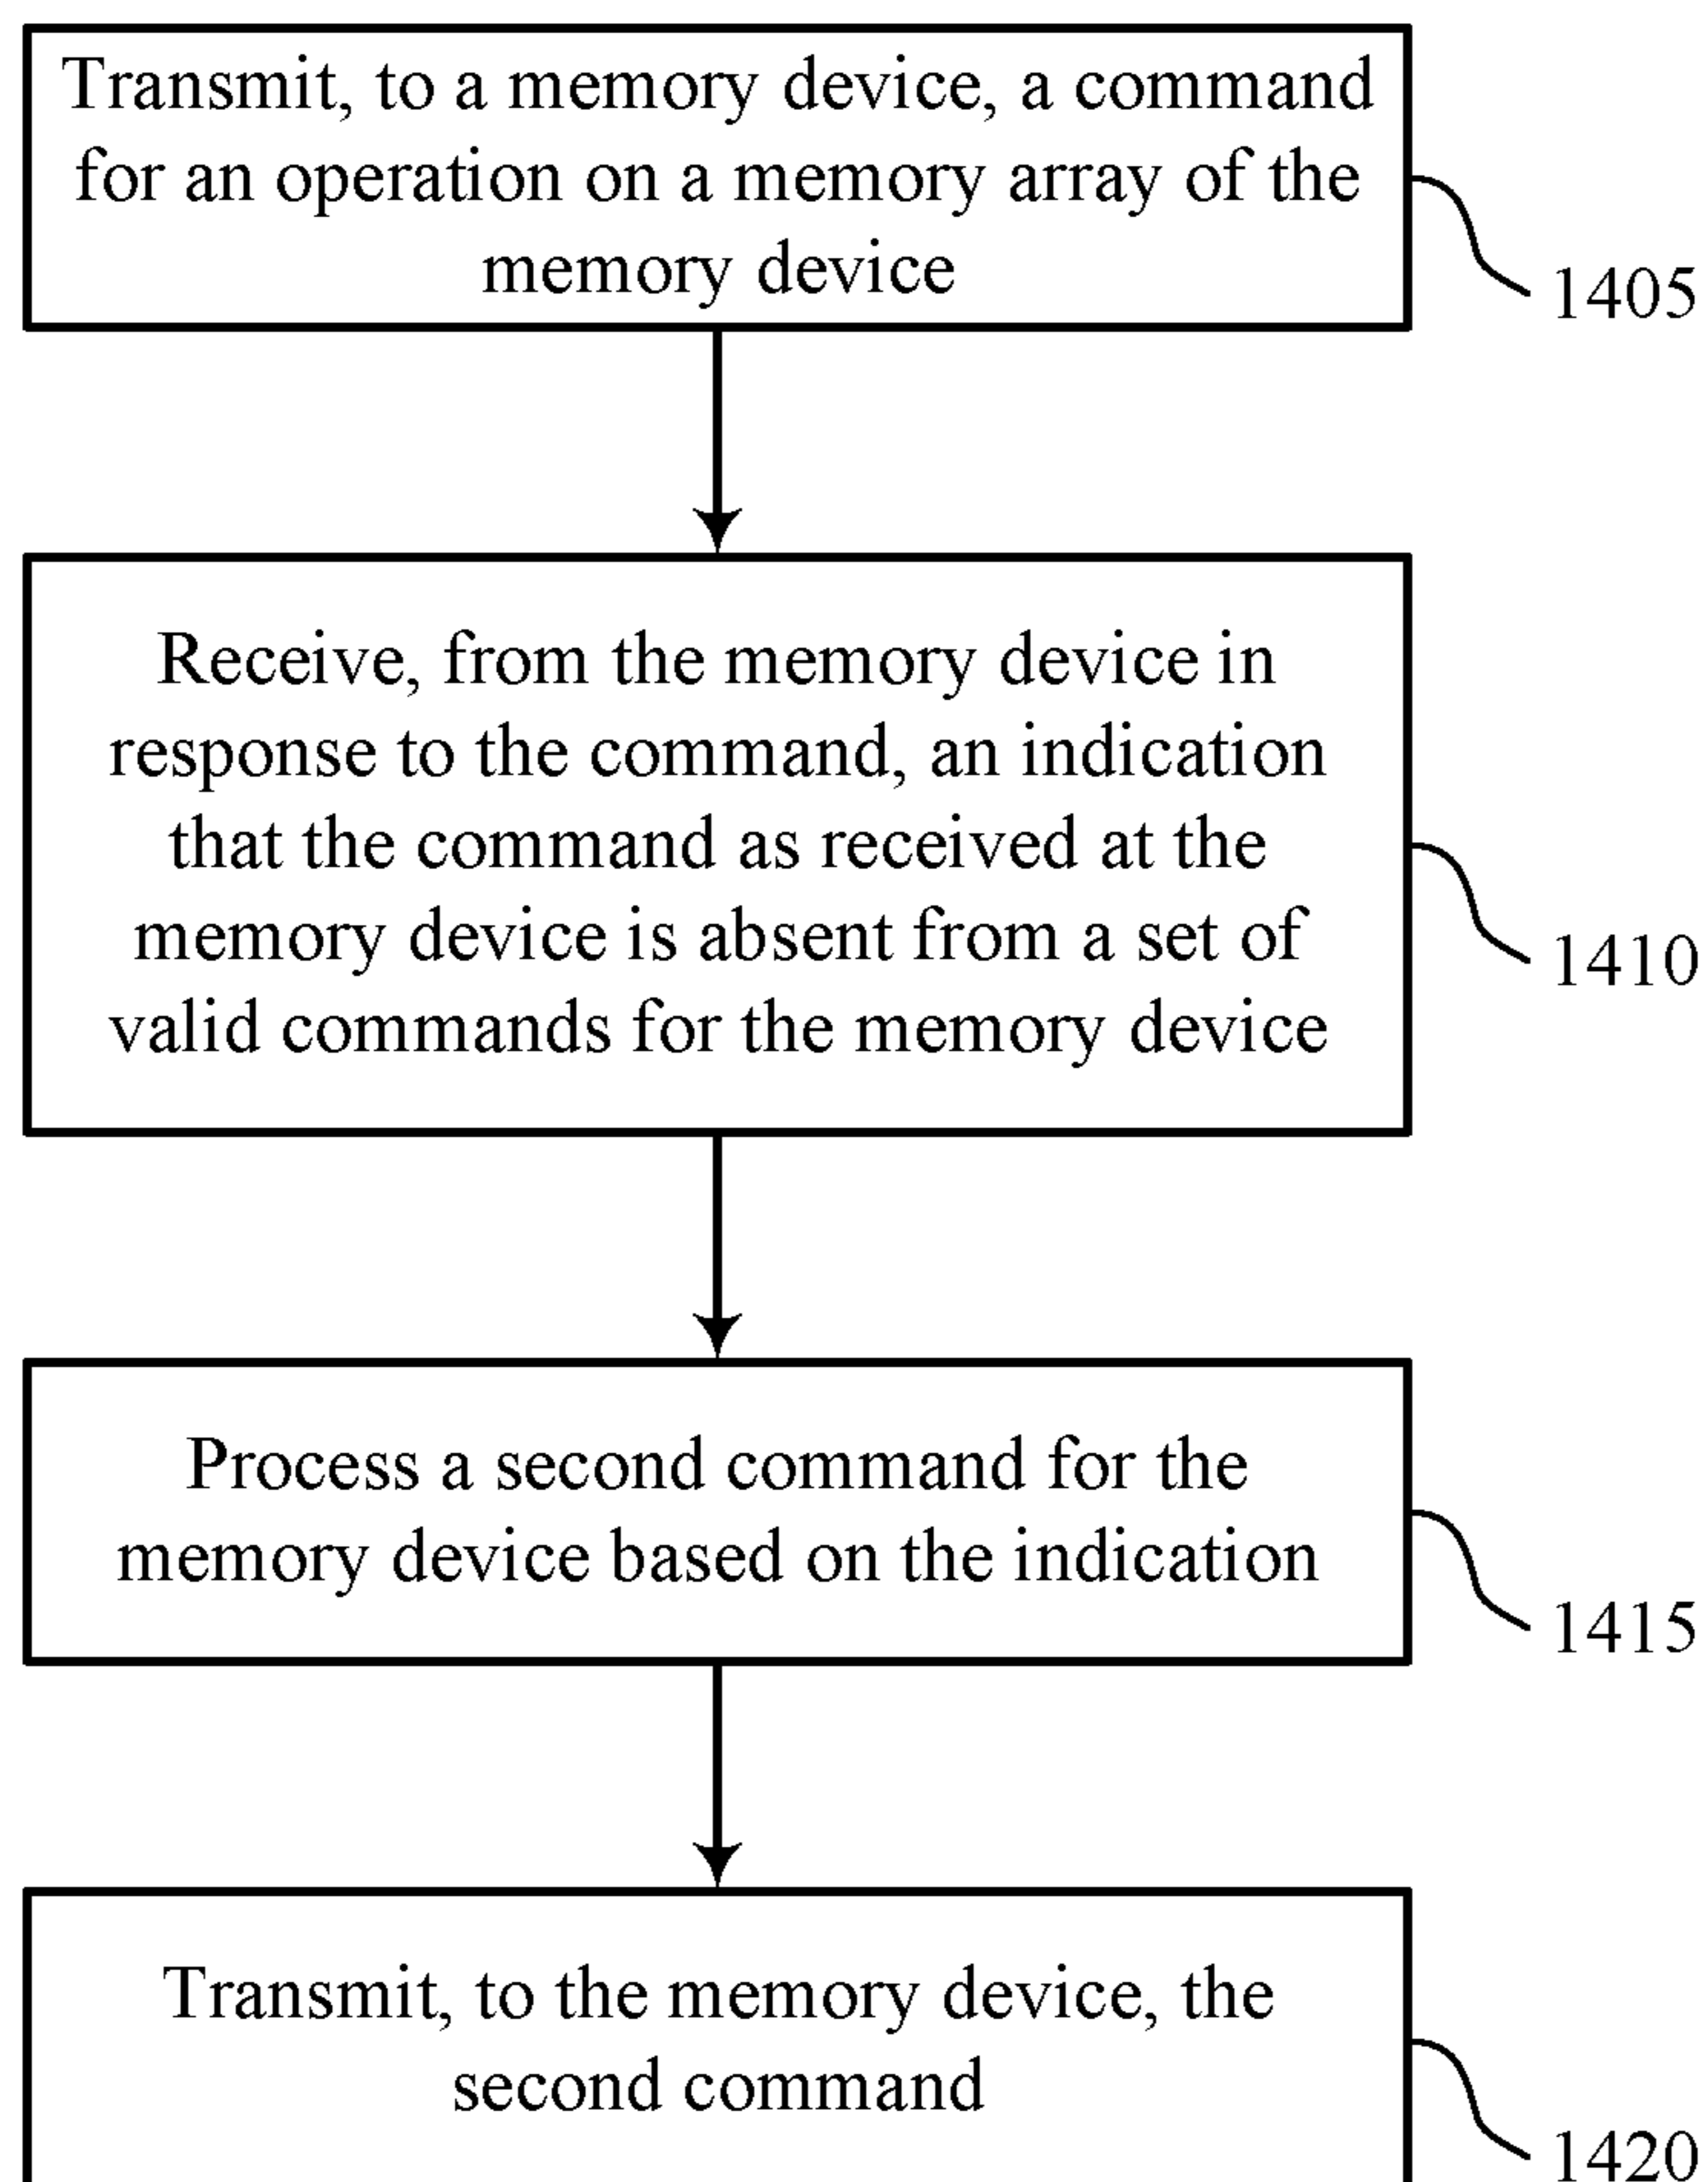 Transmit, to a memory device, a command
for an operation on a memory array of the
memory device
1405
Receive, from the memory device in
response to the command, an indication
that the command as received at the
memory device is absent from a set of
valid commands for the memory device
1410
Process a second command for the
memory device based on the indication
1415
Transmit, to the memory device, the
second command
1420